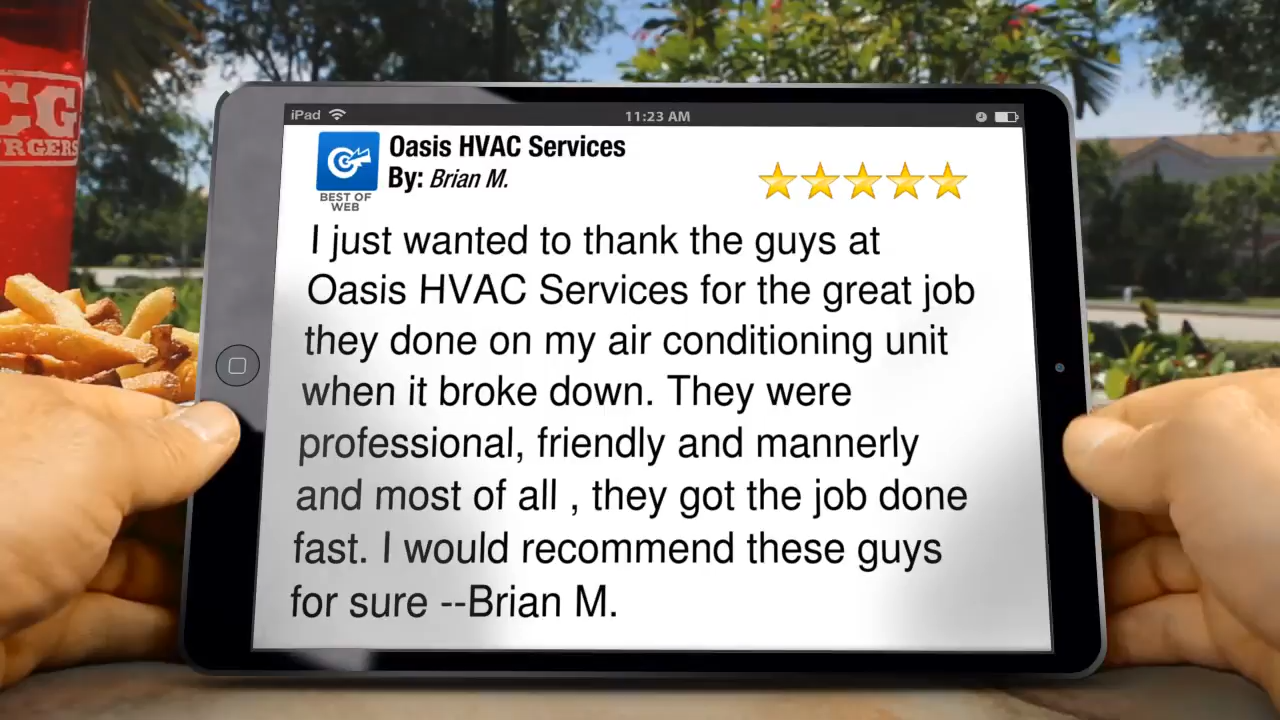 CG
RGERS
iPad
11:23 AM
Oasis HVAC Services
By: Brian M.
BEST OF
WEB
I just wanted to thank the guys at
Oasis HVAC Services for the great job
they done on my air conditioning unit
when it broke down. They were
professional, friendly and mannerly
and most of all , they got the job done
fast. I would recommend these guys
for sure --Brian M.